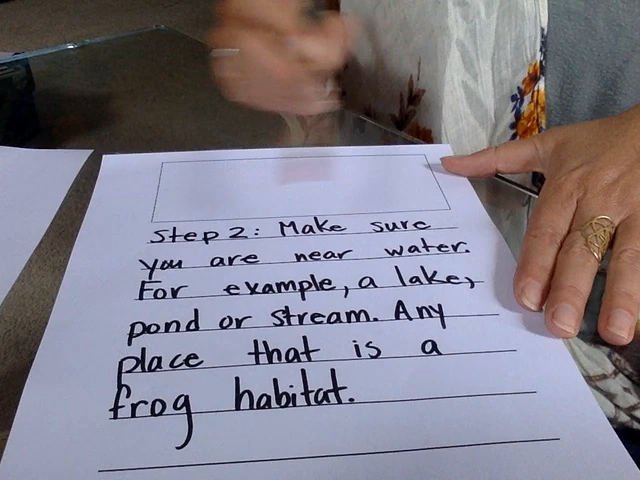 Step 2: Make sure
you are near water.
For example, a lake,
pond or stream. Any
place that is a
frog habitat.